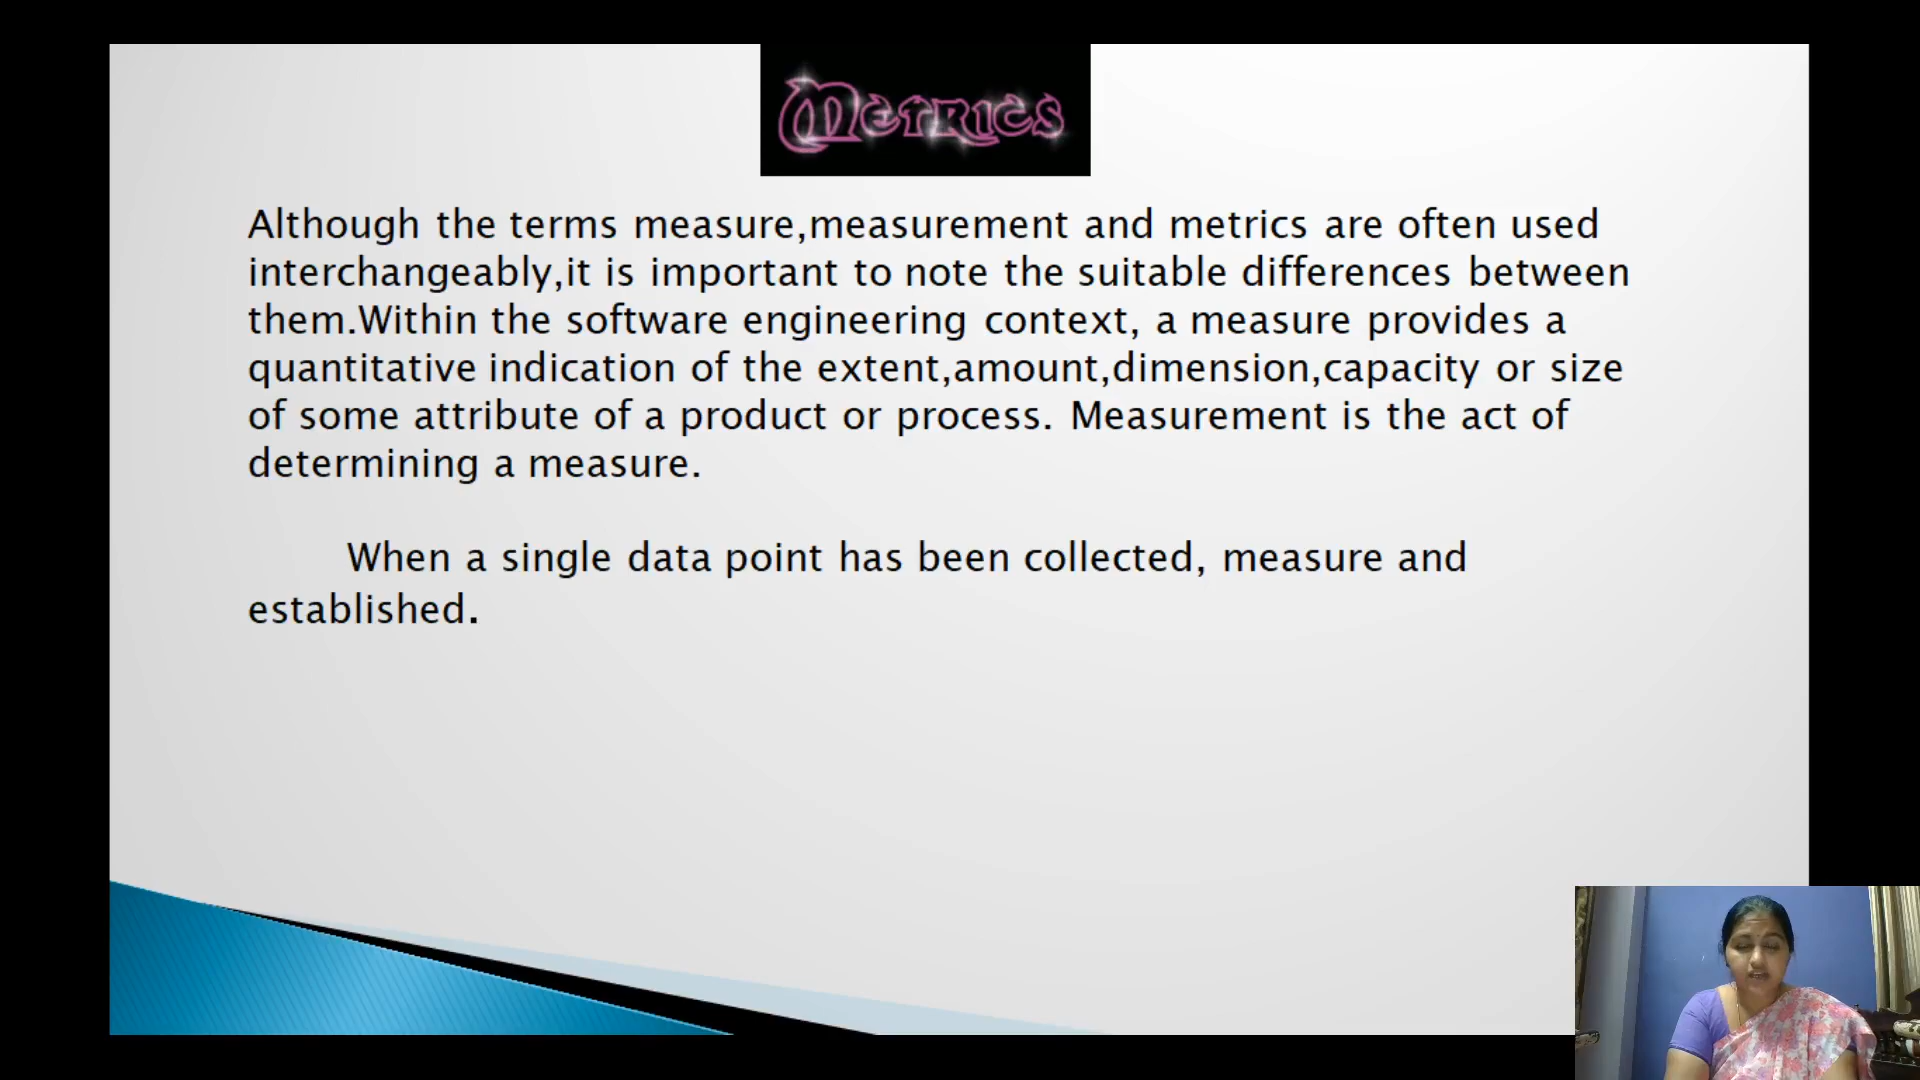 Metrics
Although the terms measure,measurement and metrics are often used
interchangeably,it is important to note the suitable differences between
them.Within the software engineering context, a measure provides a
quantitative indication of the extent,amount,dimension,capacity or size
of some attribute of a product or process. Measurement is the act of
determining a measure.
When a single data point has been collected, measure and
established.